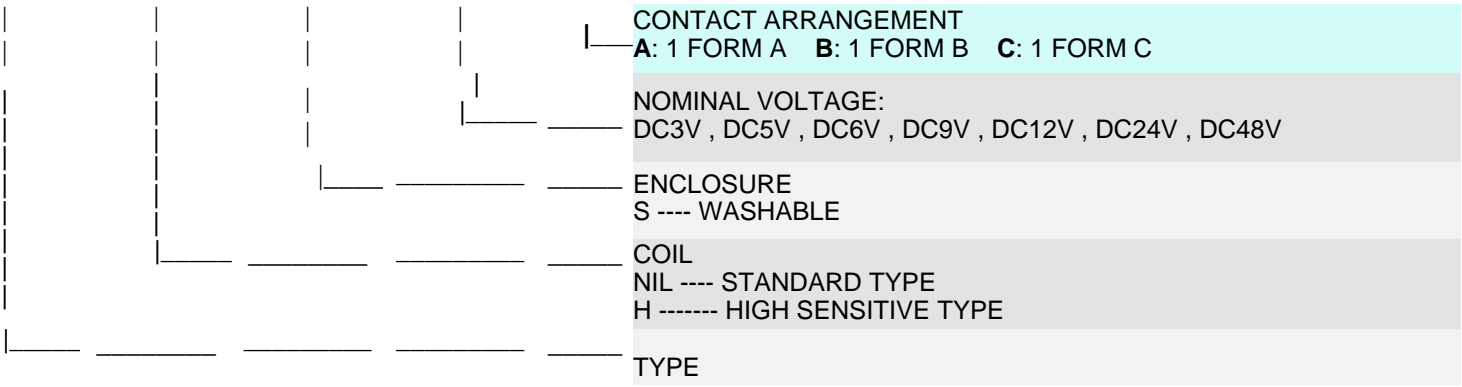 CONTACT ARRANGEMENT
A: 1 FORM A B: 1 FORM B C: 1 FORM C
NOMINAL VOLTAGE:
DC3V , DC5V , DC6V , DC9V , DC12V , DC24V , DC48V
ENCLOSURE
S ---- WASHABLE
COIL
NIL ---- STANDARD TYPE
H ------- HIGH SENSITIVE TYPE
TYPE